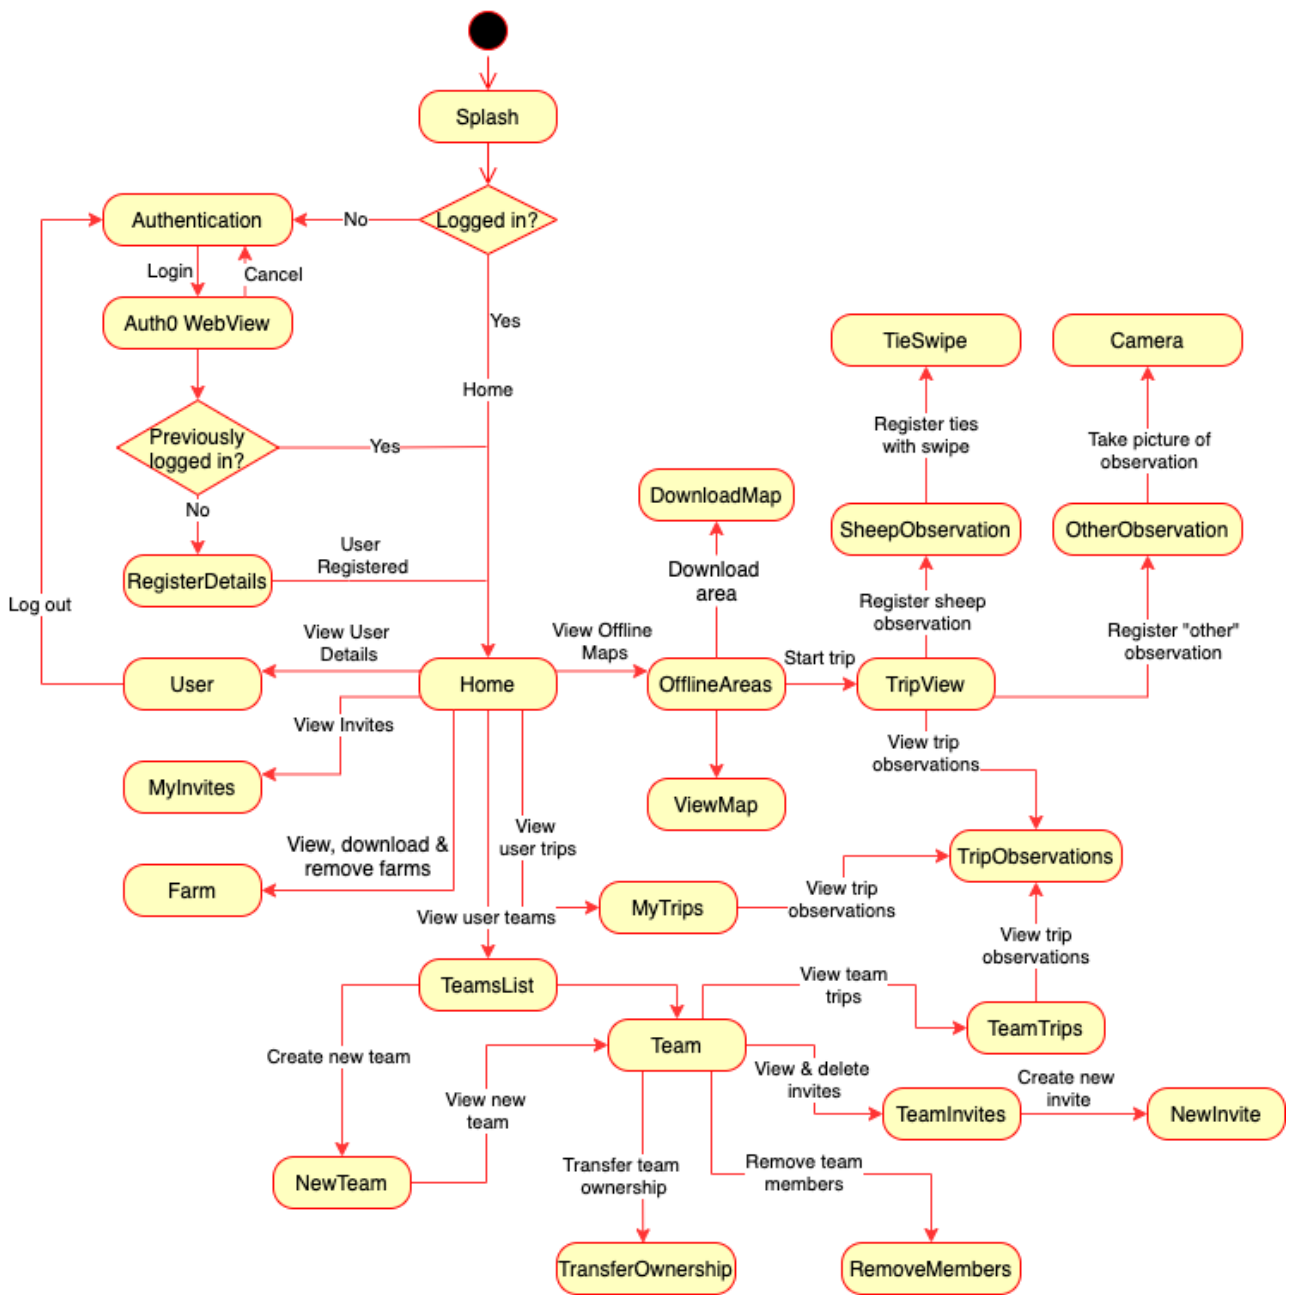 Splash
Logged in?
No
Authentication
Login
Cancel
Auth0 WebView
Yes
Home
Previously
logged in?
Yes
No
User
Registered
RegisterDetails
Log out
TieSwipe
Camera
Register ties
with swipe
Take picture of
observation
DownloadMap
SheepObservation
OtherObservation
Download
area
Register sheep
observation
Register "other"
observation
View User
Details
View Offline
Maps
Start trip
User
Home
OfflineAreas
TripView
View Invites
View trip
observations
MyInvites
ViewMap
View, download &
remove farms
View
user trips
TripObservations
Farm
View user teams
MyTrips
View trip
observations
View trip
observations
TeamsList
View team
trips
TeamTrips
Create new team
Team
View & delete
invites
Create new
invite
View new
team
TeamInvites
NewInvite
NewTeam
Transfer team
ownership
Remove team
members
TransferOwnership
RemoveMembers